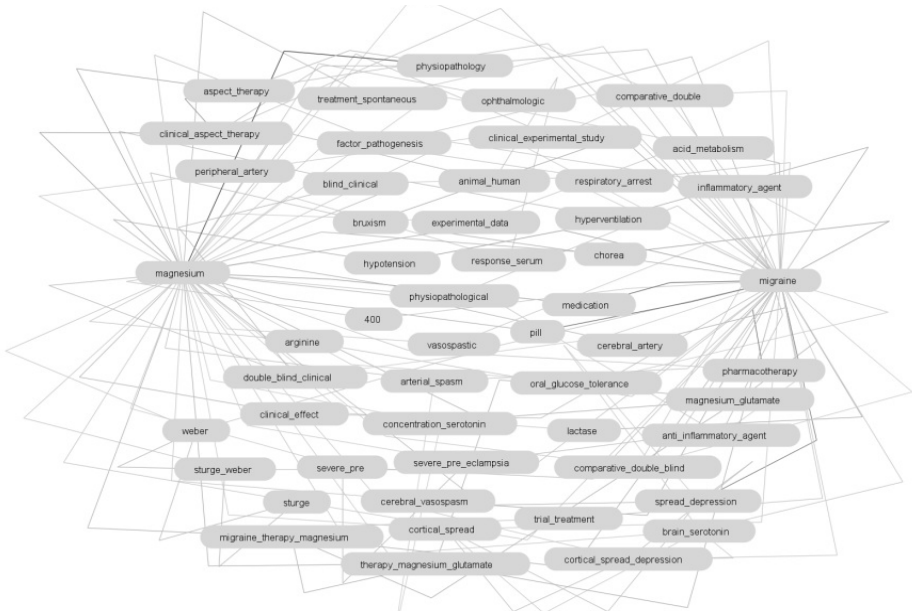 physiopathology
aspect_therapy
treatment_spontaneous
ophthalmologic
comparative_double
clinical_aspect_therapy
factor_pathogenesis
clinical_experimental_study
acid_metabolism
peripheral_artery
blind_clinical
animal_human
respiratory_arrest
inflammatory_agent
bruxism
experimental_data
hyperventilation
chorea
hypotension
response_serum
magnesium
migraine
physiopathological
medication
400
pill
arginine
vasospastic
cerebral_artery
double_blind_clinical
arterial_spasm
oral_glucose_tolerance
pharmacotherapy
magnesium_glutamate
clinical_effect
concentration_serotonin
lactase
anti_inflammatory_agent
weber
sturge_weber
severe_pre
severe_pre_eclampsia
comparative_double_blind
sturge
cerebral_vasospasm
spread_depression
trial_treatment
cortical_spread
brain_serotonin
migraine_therapy_magnesium
cortical_spread_depression
therapy_magnesium_glutamate